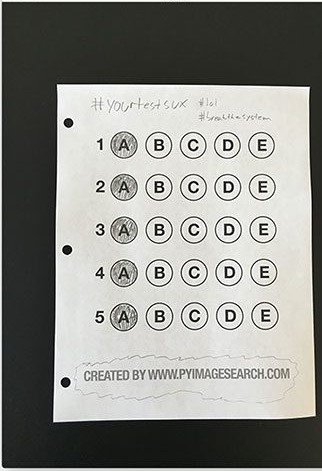 #yourtestsux #lol
#breakthesystem
1 A B C D E
2 A B C D E
3 A B C D E
4 A B C D E
5 A B C D E
CREATED BY WWW.PYIMAGESEARCH.COM